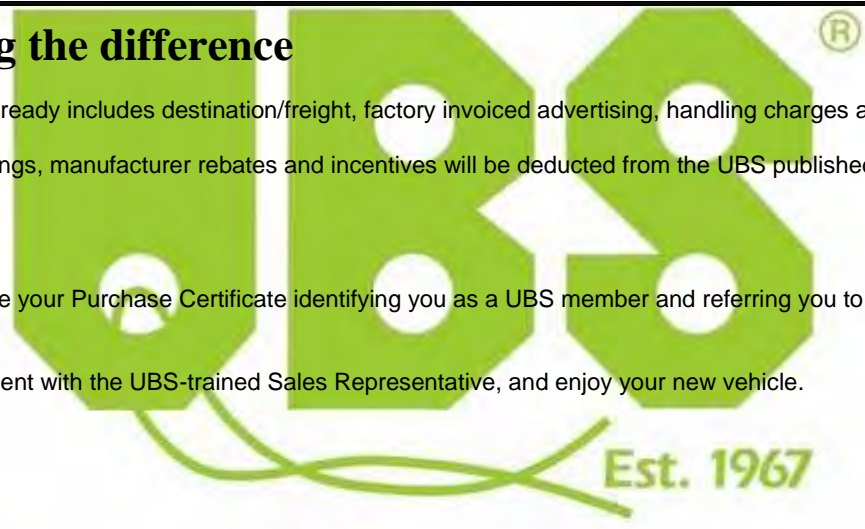 g the difference
ready includes destination/freight, factory invoiced advertising, handling charges a
ngs, manufacturer rebates and incentives will be deducted from the UBS published
e your Purchase Certificate identifying you as a UBS member and referring you to
ent with the UBS-trained Sales Representative, and enjoy your new vehicle.
UBS®
Est. 1967